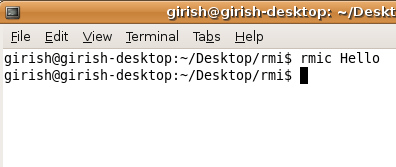 girish@girish-desktop: ~/Deskt
File Edit View Terminal Tabs Help
girish@girish-desktop:~/Desktop/rmi$ rmic Hello
girish@girish-desktop:~/Desktop/rmi$